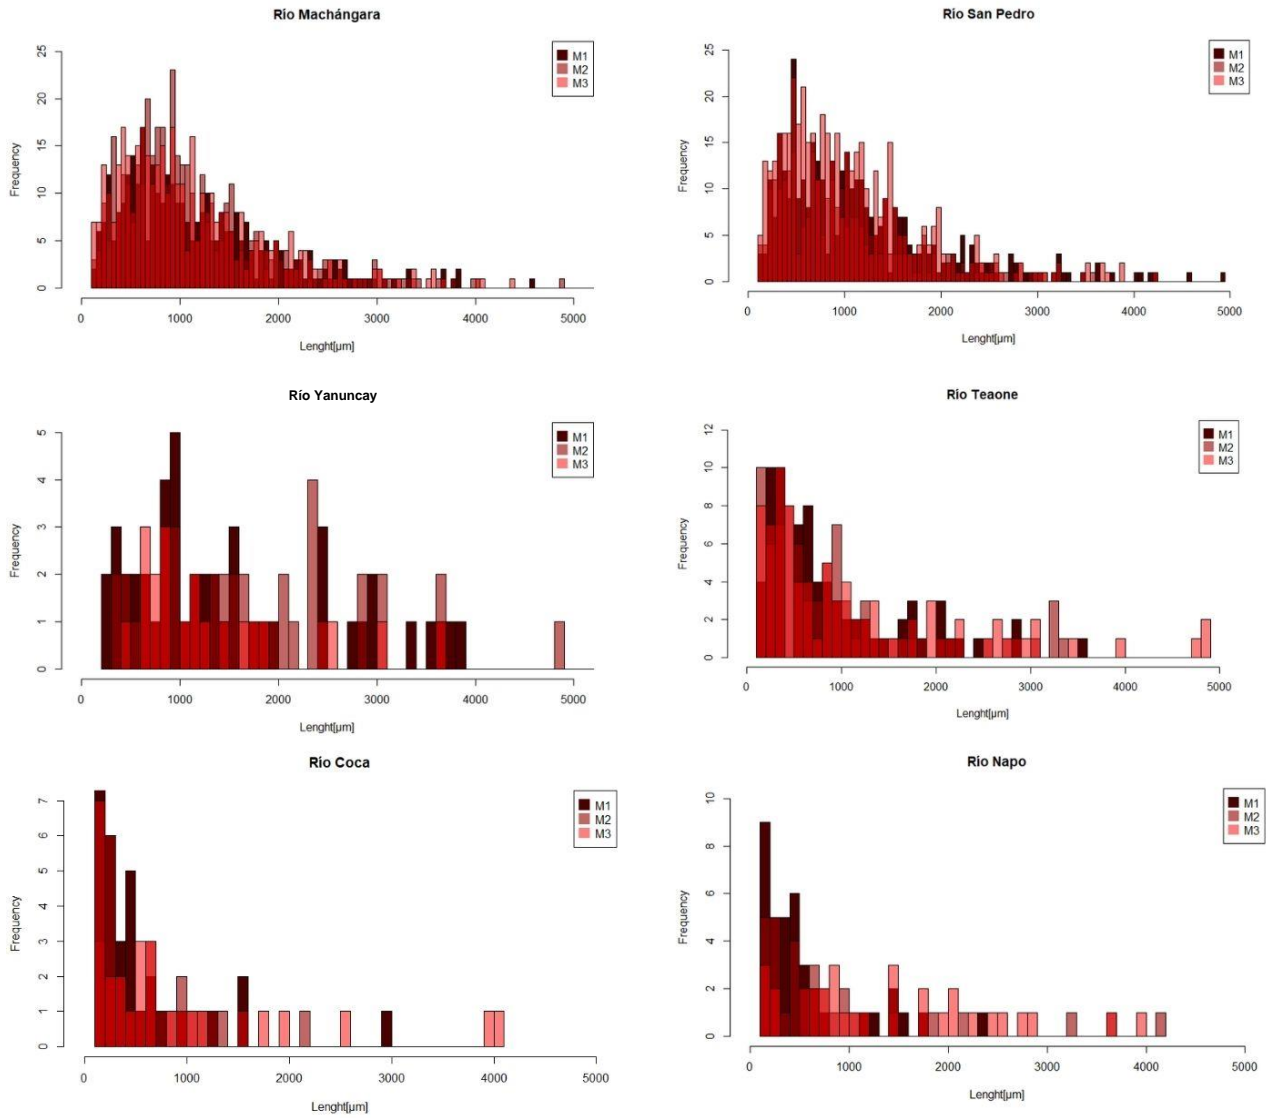 Río Machángara
Frequency
25
20
15
10
5
0
M1
M2
M3
0 1000 2000 3000 4000 5000
Lenght[µm]
Río San Pedro
Frequency
25
20
15
10
5
0
M1
M2
M3
0 1000 2000 3000 4000 5000
Lenght[µm]
Río Yanuncay
Frequency
5
4
3
2
1
0
M1
M2
M3
0 1000 2000 3000 4000 5000
Lenght[µm]
Río Teaone
Frequency
12
10
8
6
4
2
0
M1
M2
M3
0 1000 2000 3000 4000 5000
Lenght[µm]
Río Coca
Frequency
7
6
5
4
3
2
1
0
M1
M2
M3
0 1000 2000 3000 4000 5000
Lenght[µm]
Río Napo
Frequency
10
8
6
4
2
0
M1
M2
M3
0 1000 2000 3000 4000 5000
Lenght[µm]